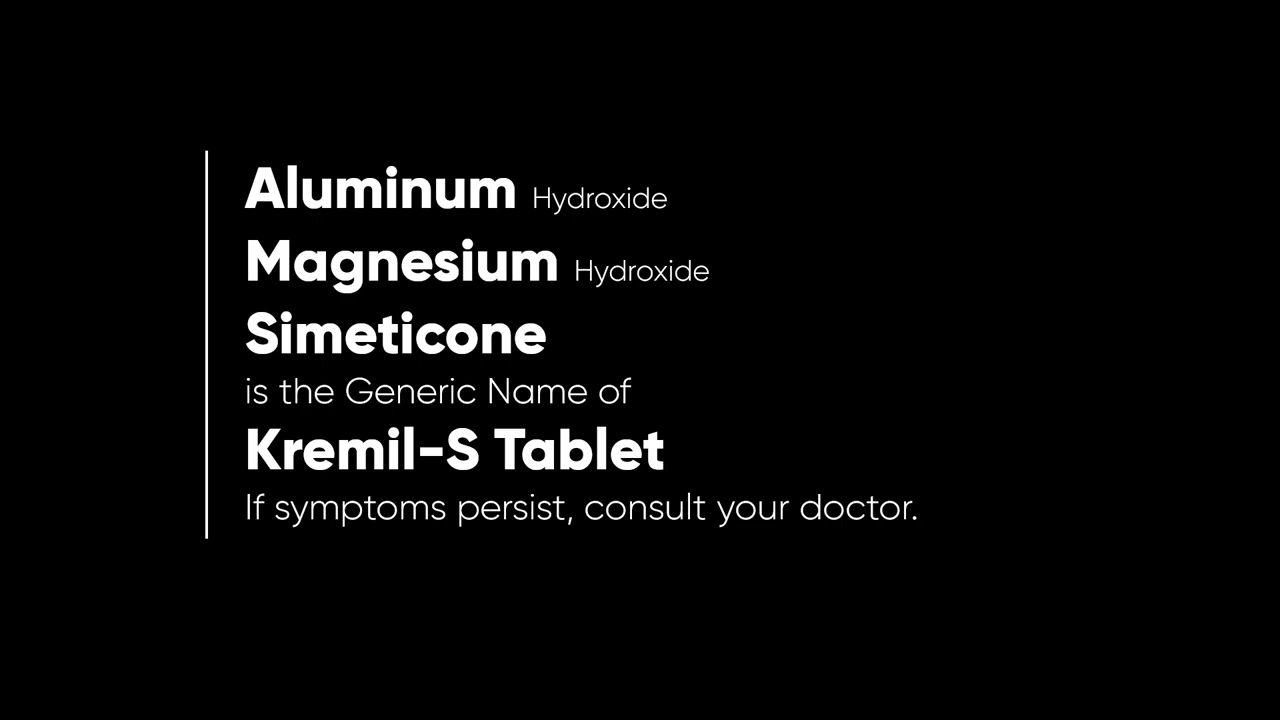 Aluminum Hydroxide
Magnesium Hydroxide
Simeticone
is the Generic Name of
Kremil-S Tablet
If symptoms persist, consult your doctor.